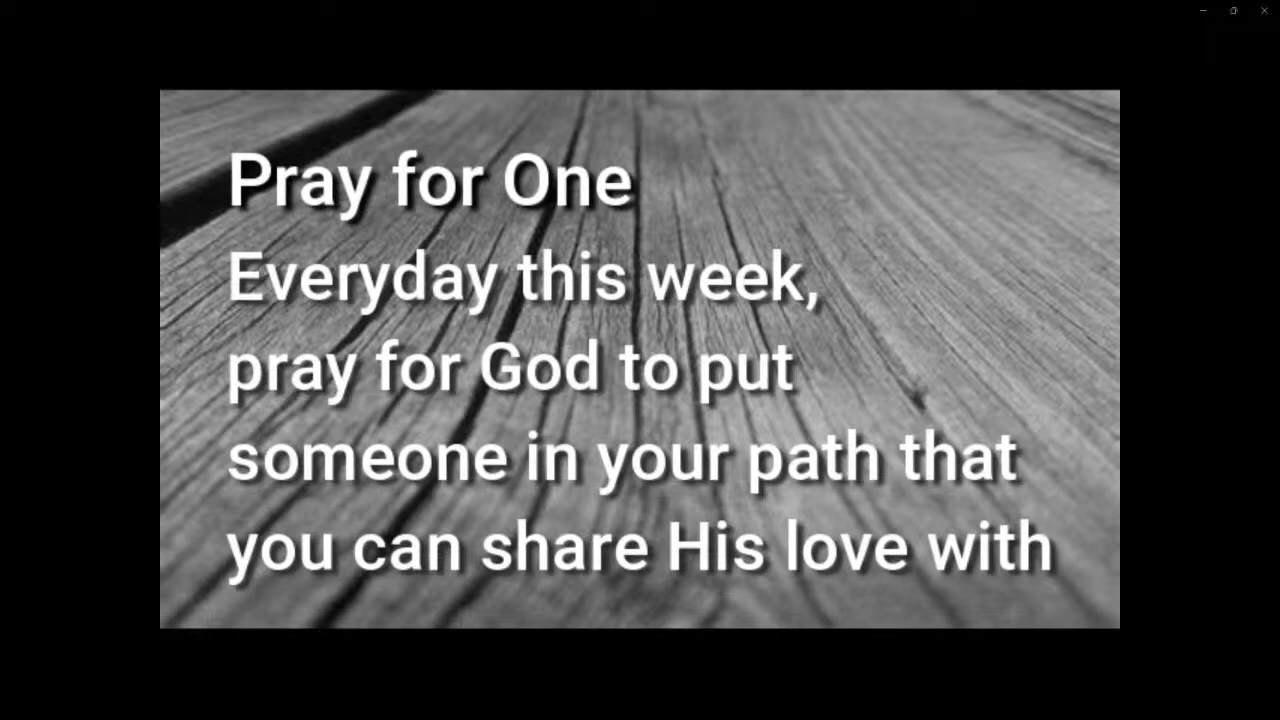 Pray for One
Everyday this week,
pray for God to put
someone in your path that
you can share His love with